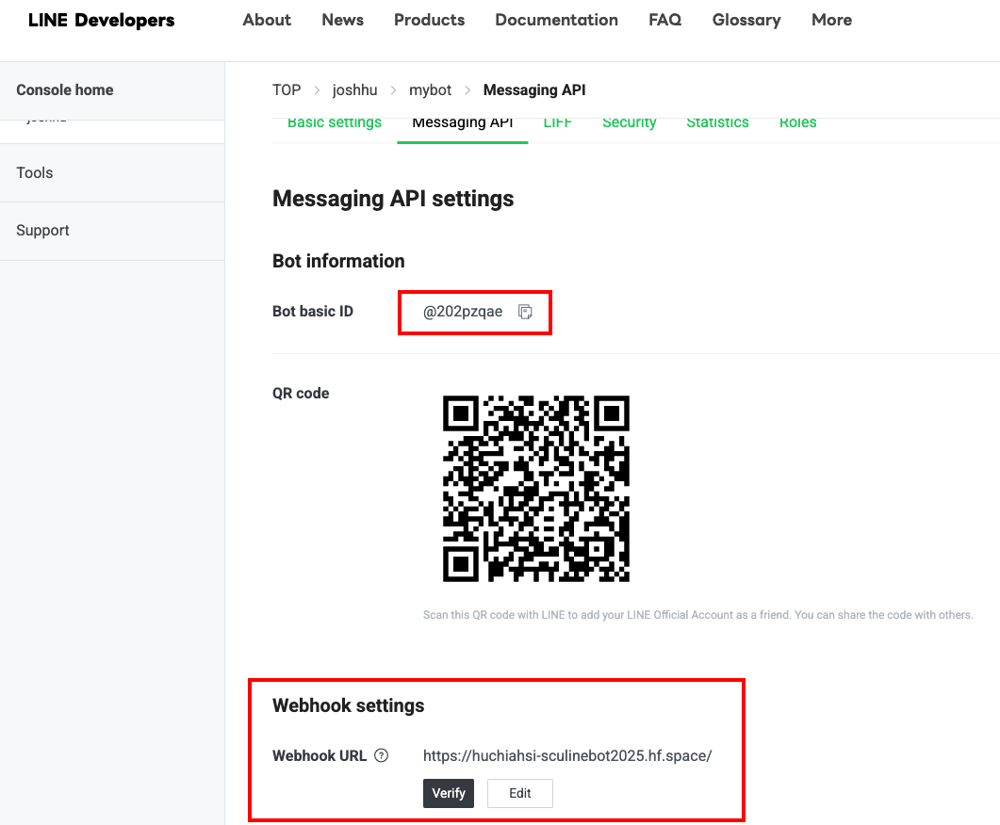 LINE Developers About News Products Documentation FAQ Glossary More
Console home
joshhu
Tools
Support
TOP > joshhu > mybot > Messaging API
Basic settings Messaging API LIFF Security Statistics Roles
Messaging API settings
Bot information
Bot basic ID @202pzqae
QR code
Scan this QR code with LINE to add your LINE Official Account as a friend. You can share the code with others.
Webhook settings
Webhook URL ? https://huchiahsi-sculinebot2025.hf.space/
Verify Edit